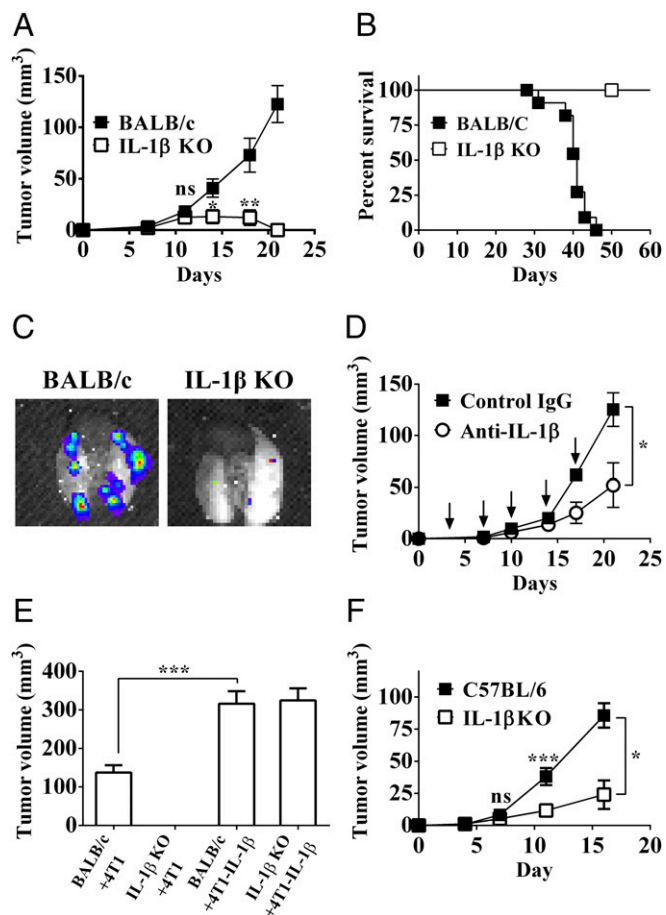 A
Tumor volume (mm³)
150
100
50
0
BALB/c
IL-1β KO
ns
*
**
0 5 10 15 20 25
Days
B
Percent survival
100
75
50
25
0
BALB/C
IL-1β KO
0 10 20 30 40 50 60
Days
C
BALB/c
IL-1β KO
D
Tumor volume (mm³)
150
100
50
0
Control IgG
Anti-IL-1β
*
0 5 10 15 20 25
Days
E
Tumor volume (mm³)
400
300
200
100
0
***
BALB/c
+4T1
IL-1β KO
+4T1
BALB/c
+4T1-IL-1β
IL-1β KO
+4T1-IL-1β
F
Tumor volume (mm³)
100
75
50
25
0
C57BL/6
IL-1βKO
ns
***
*
0 5 10 15 20
Day